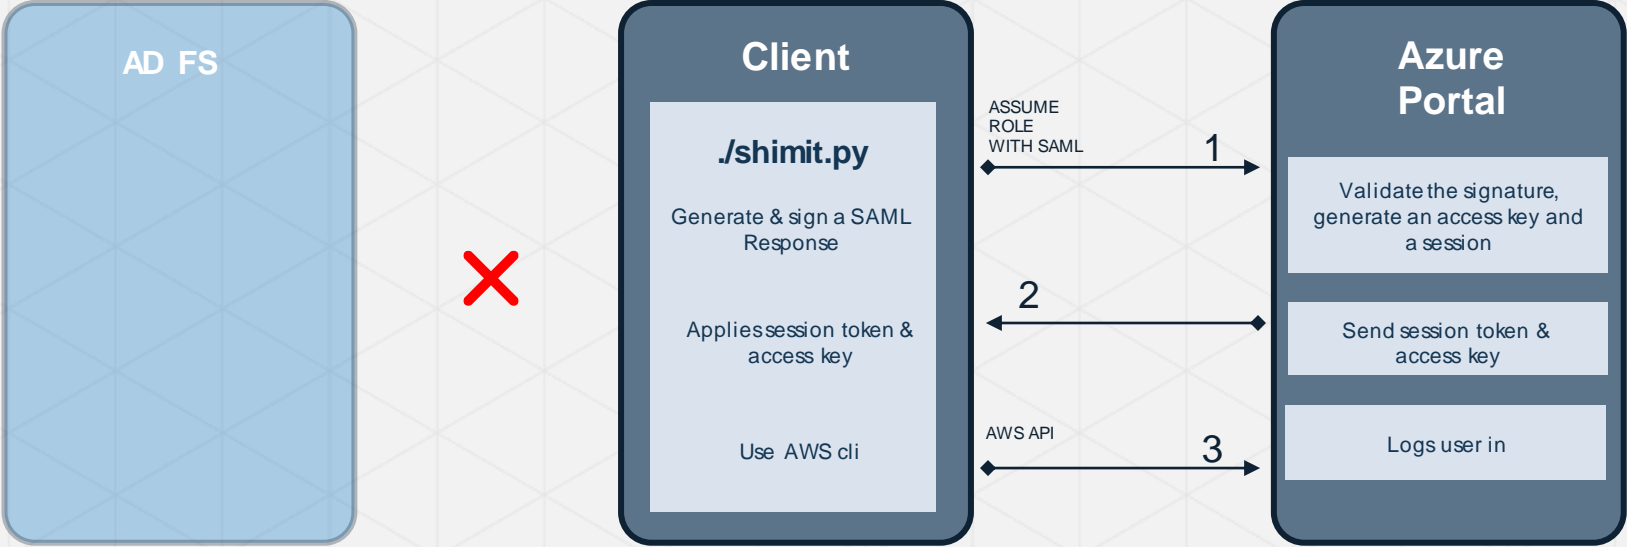 AD FS
Client
./shimit.py
Generate & sign a SAML
Response
Applies session token &
access key
Use AWS cli
ASSUME
ROLE
WITH SAML
1
2
AWS API
3
Azure
Portal
Validate the signature,
generate an access key and
a session
Send session token &
access key
Logs user in